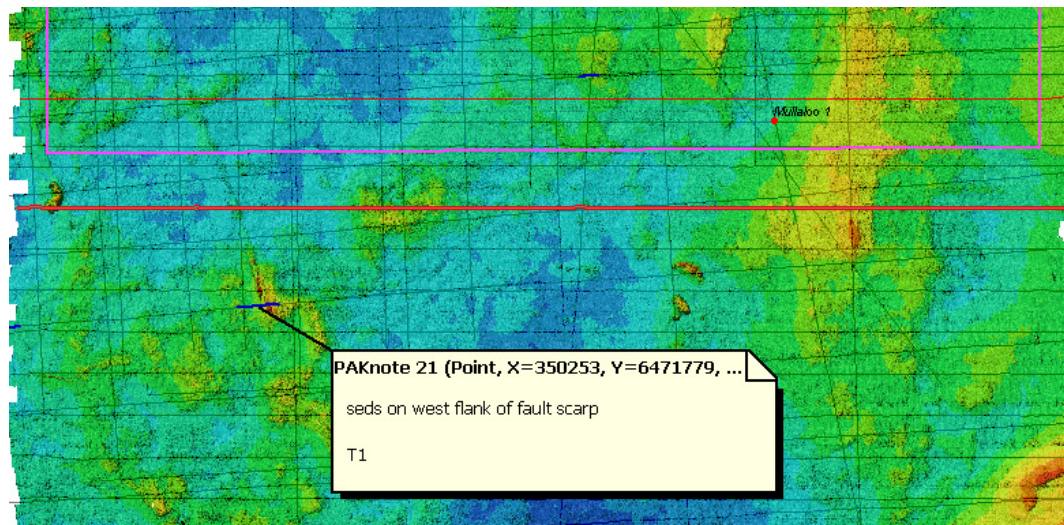 Mullaloo 1
PAKnote 21 (Point, X=350253, Y=6471779, ...
seds on west flank of fault scarp
T1